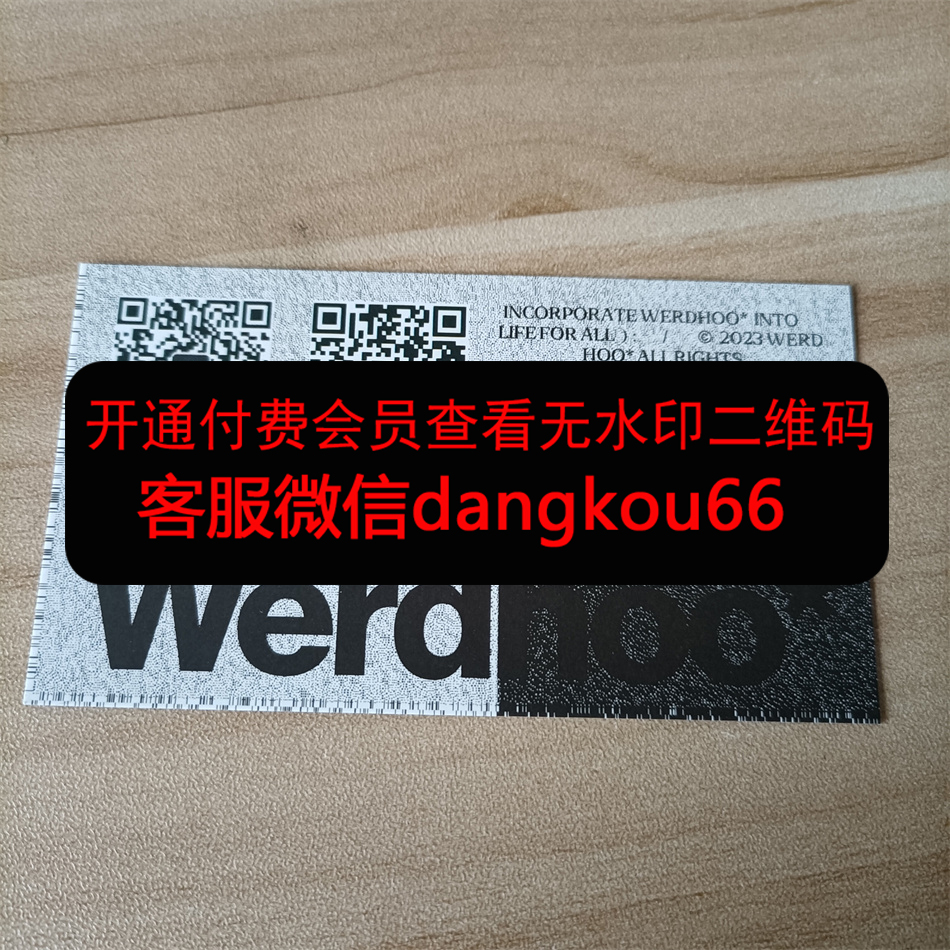 INCORPORATE WERDHOO* INTO
LIFE FOR ALL ) : / © 2023 WERD
HOO* ALL RIGHTS
开通付费会员查看无水印二维码
客服微信dangkou66
Werdhoo*